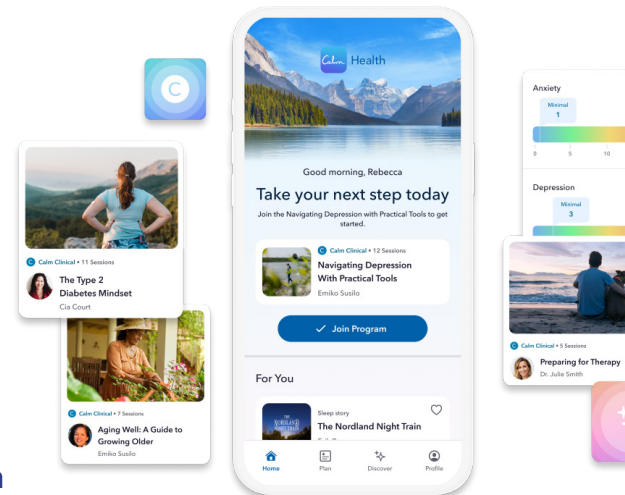 C
Calm Health
Good morning, Rebecca
Take your next step today
Join the Navigating Depression with Practical Tools to get
started.
C Calm Clinical • 12 Sessions
Navigating Depression
With Practical Tools
Emiko Susilo
Join Program
For You
THE
NORDLAND
NIGHT TRAIN
Sleep story
The Nordland Night Train
Home
Plan
Discover
Profile
C Calm Clinical • 11 Sessions
The Type 2
Diabetes Mindset
Cia Court
C Calm Clinical • 7 Sessions
Aging Well: A Guide to
Growing Older
Emiko Susilo
Anxiety
Minimal
1
0 5 10
Depression
Minimal
3
C Calm Clinical • 5 Sessions
Preparing for Therapy
Dr. Julie Smith